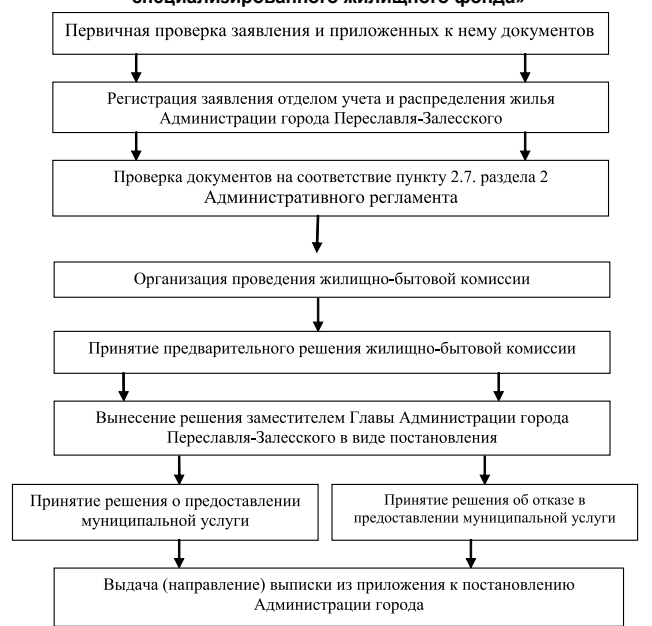 специализированного жилищного фонда»
Первичная проверка заявления и приложенных к нему документов
Регистрация заявления отделом учета и распределения жилья
Администрации города Переславля-Залесского
Проверка документов на соответствие пункту 2.7. раздела 2
Административного регламента
Организация проведения жилищно-бытовой комиссии
Принятие предварительного решения жилищно-бытовой комиссии
Вынесение решения заместителем Главы Администрации города
Переславля-Залесского в виде постановления
Принятие решения о предоставлении
муниципальной услуги
Принятие решения об отказе в
предоставлении муниципальной услуги
Выдача (направление) выписки из приложения к постановлению
Администрации города